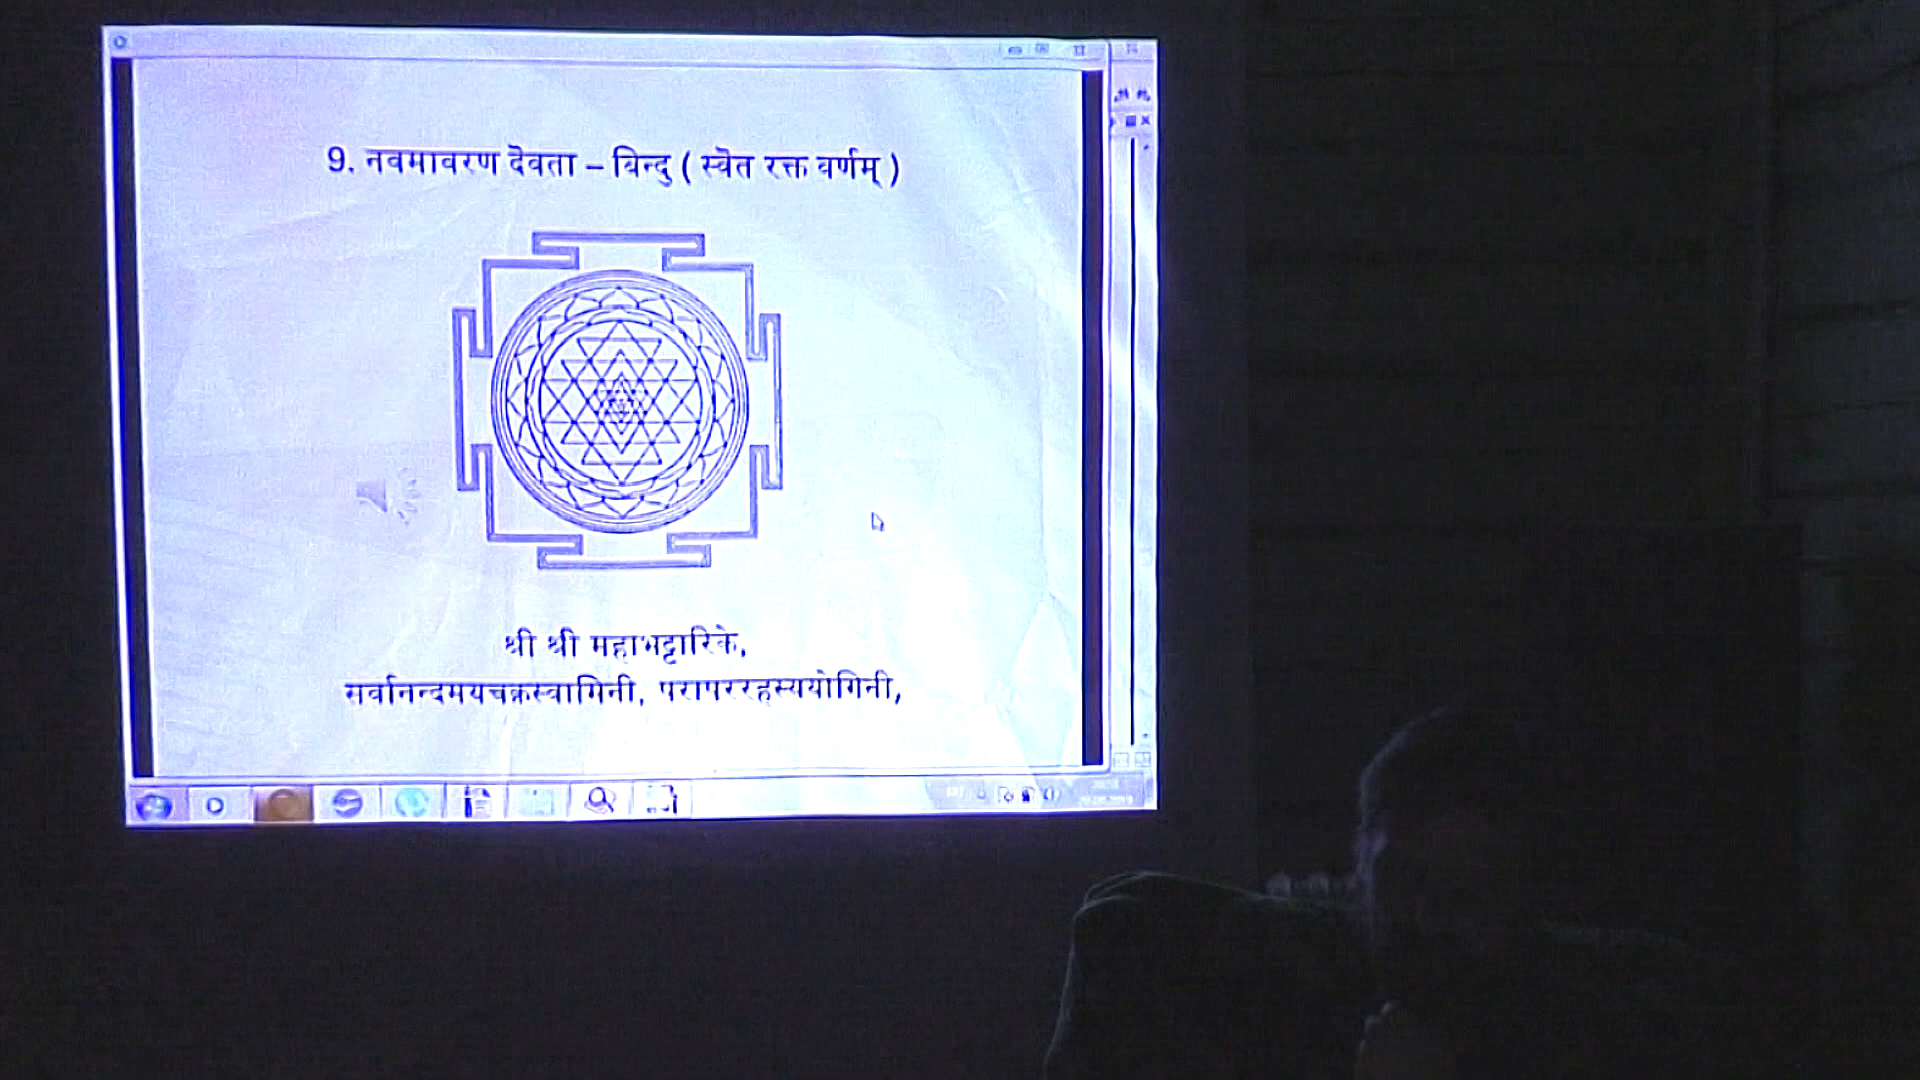 9. नवमावरण देवता – विन्दु ( स्वेत रक्त वर्णम् )
श्री श्री महाभट्टारिके,
सर्वानन्दमयचक्रस्वामिनी, परापररहस्ययोगिनी,